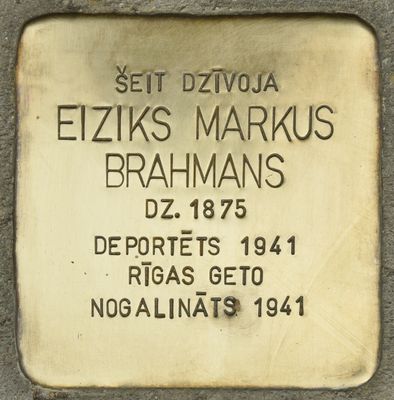 ŠEIT DZĪVOJA
EIZIKS MARKUS
BRAHMANS
DZ. 1875
DEPORTĒTS 1941
RĪGAS GETO
NOGALINĀTS 1941